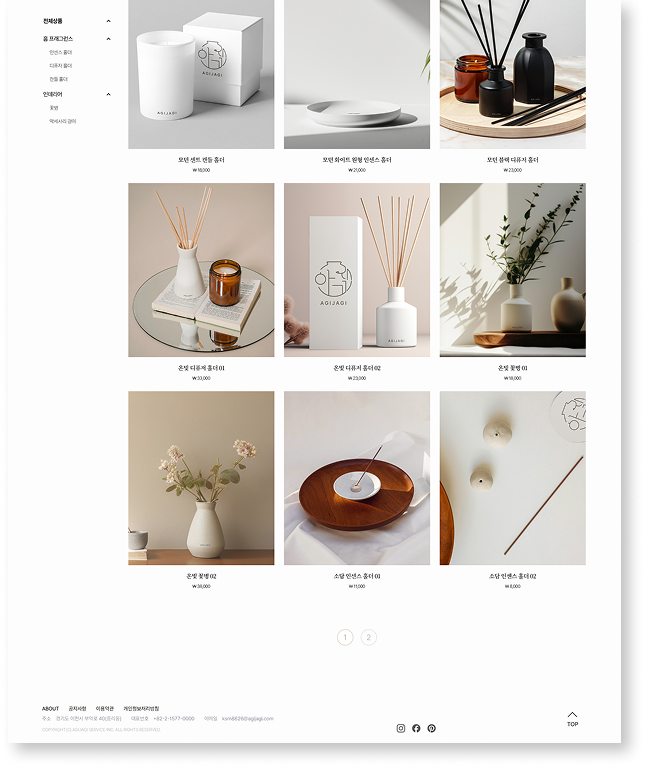 전체상품
홈 프래그런스
인센스 홀더
디퓨저 홀더
캔들 홀더
인테리어
꽃병
악세사리 관리
AGIJAGI
AGIJAGI
모던 센트 캔들 홀더
₩18,000
모던 화이트 원형 인센스 홀더
₩21,000
모던 블랙 디퓨저 홀더
₩23,000
AGIJAGI
온빛 디퓨저 홀더 01
₩33,000
온빛 디퓨저 홀더 02
₩23,000
온빛 꽃병 01
₩18,000
온빛 꽃병 02
₩39,000
소담 인센스 홀더 01
₩11,000
소담 인센스 홀더 02
₩8,000
1 2
ABOUT 공지사항 이용약관 개인정보처리방침
주소 경기도 이천시 부악로 40(중리동) 대표번호 +82-2-1577-0000 이메일
COPYRIGHT(C) AGIJAGI SERVICE INC. ALL RIGHTS RESERVED
TOP